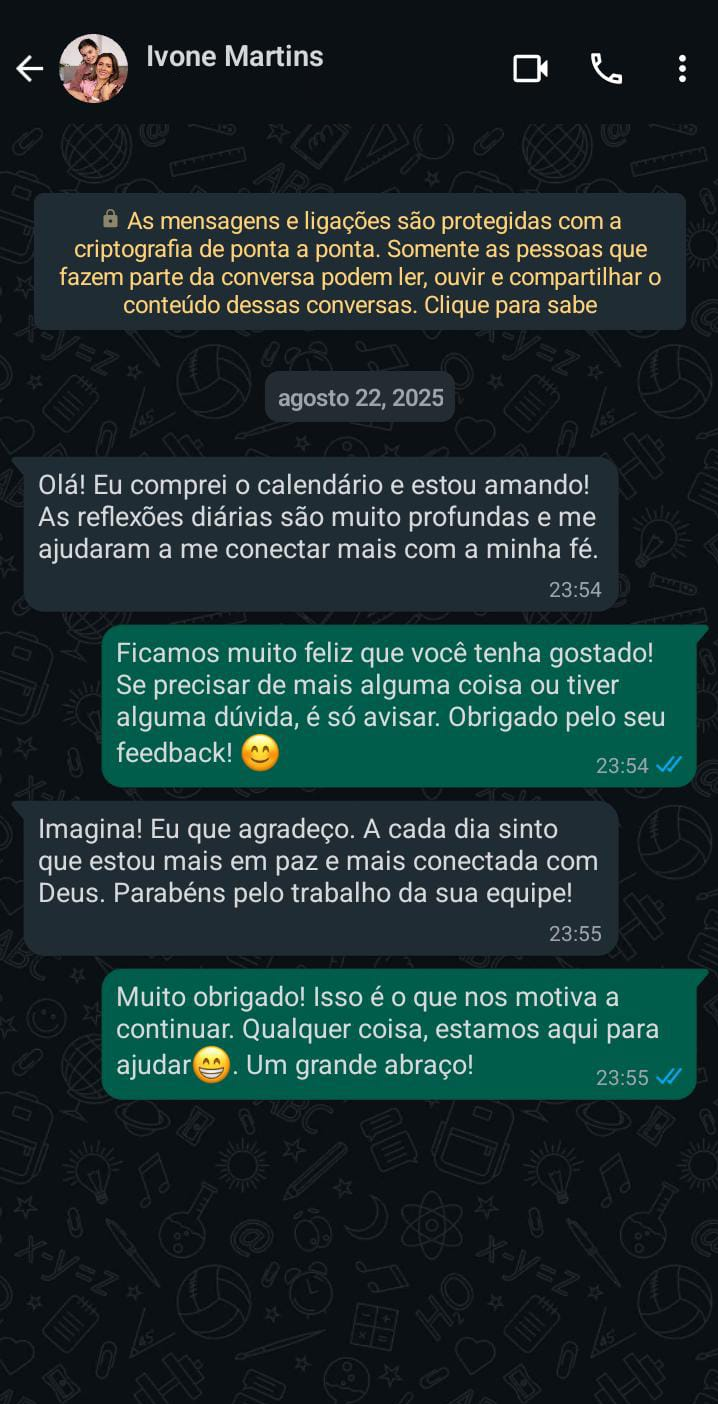 Ivone Martins
🔒 As mensagens e ligações são protegidas com a
criptografia de ponta a ponta. Somente as pessoas que
fazem parte da conversa podem ler, ouvir e compartilhar o
conteúdo dessas conversas. Clique para sabe
agosto 22, 2025
Olá! Eu comprei o calendário e estou amando!
As reflexões diárias são muito profundas e me
ajudaram a me conectar mais com a minha fé.
23:54
Ficamos muito feliz que você tenha gostado!
Se precisar de mais alguma coisa ou tiver
alguma dúvida, é só avisar. Obrigado pelo seu
feedback! 😊
23:54
Imagina! Eu que agradeço. A cada dia sinto
que estou mais em paz e mais conectada com
Deus. Parabéns pelo trabalho da sua equipe!
23:55
Muito obrigado! Isso é o que nos motiva a
continuar. Qualquer coisa, estamos aqui para
ajudar😁. Um grande abraço!
23:55